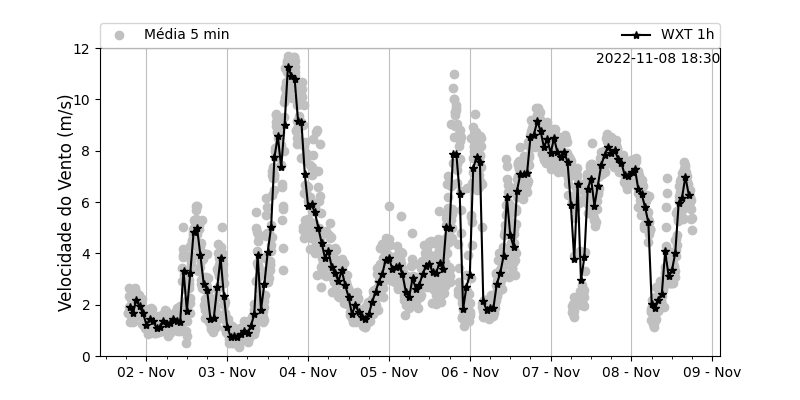 Média 5 min
WXT 1h
2022-11-08 18:30
Velocidade do Vento (m/s)
12
10
8
6
4
2
0
02 - Nov
03 - Nov
04 - Nov
05 - Nov
06 - Nov
07 - Nov
08 - Nov
09 - Nov